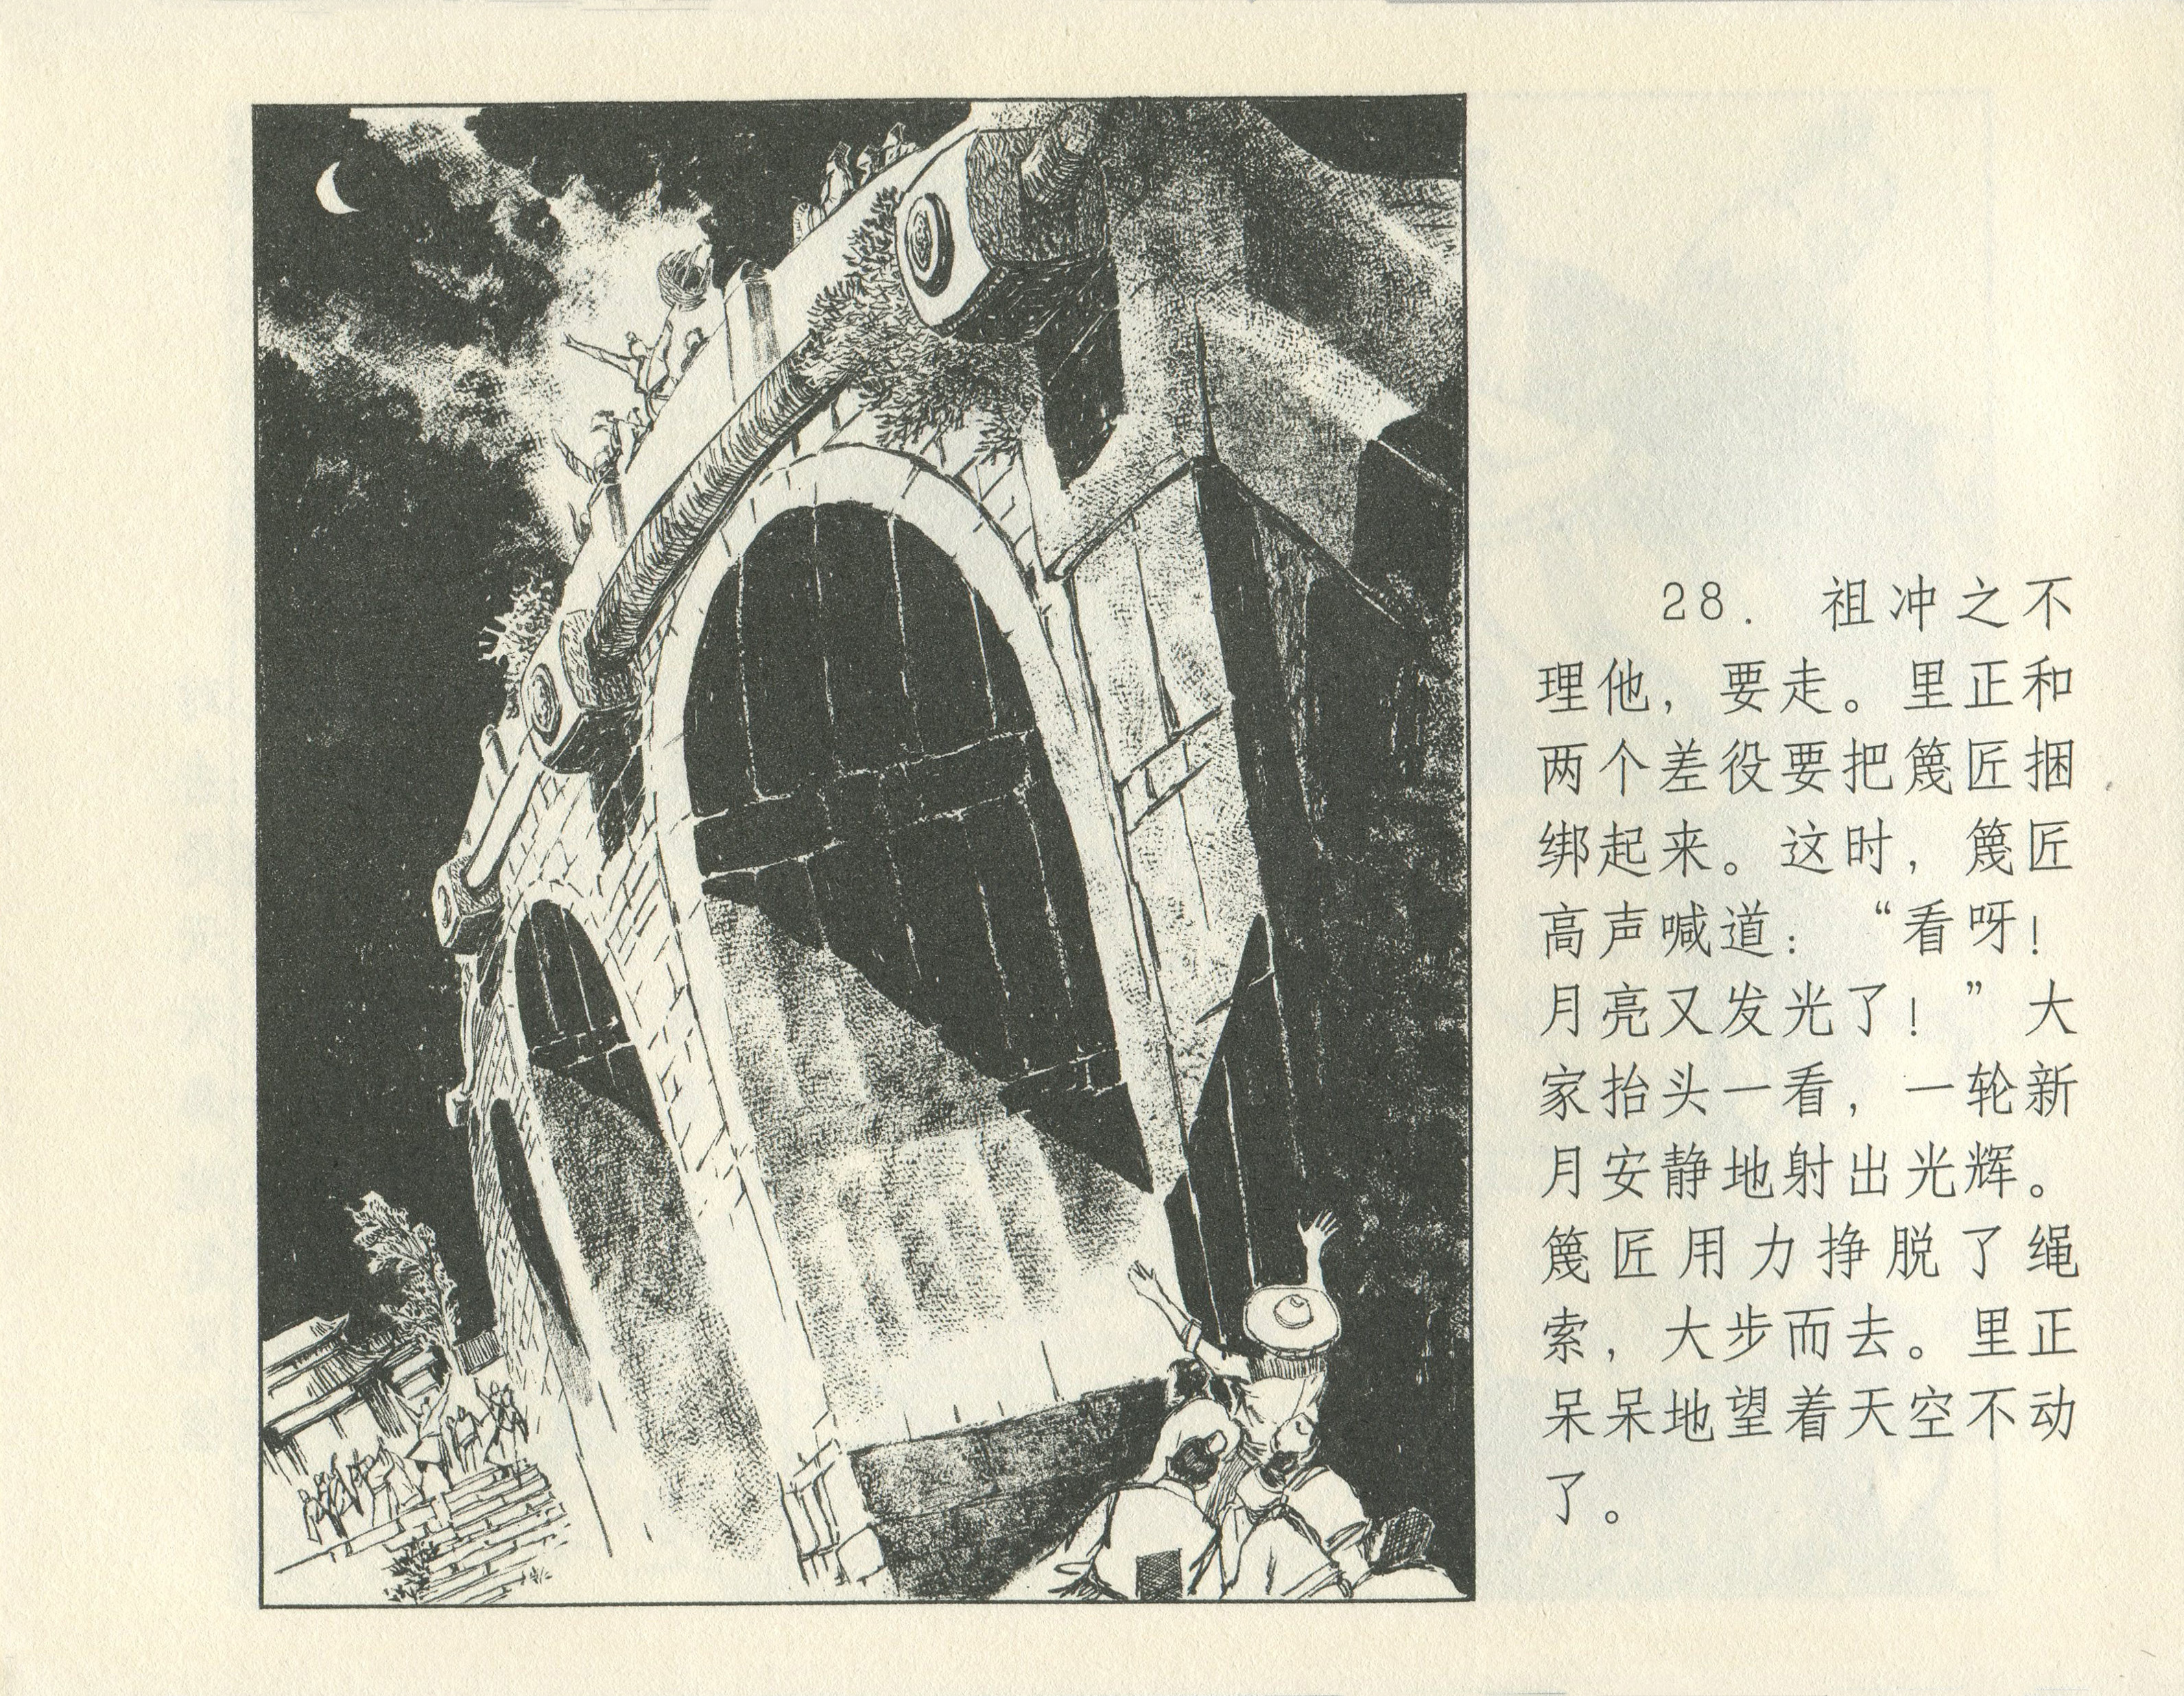 28. 祖冲之不
理他，要走。里正和
两个差役要把篾匠捆
绑起来。这时，篾匠
高声喊道：“看呀！
月亮又发光了！”大
家抬头一看，一轮新
月安静地射出光辉。
篾匠用力挣脱了绳
索，大步而去。里正
呆呆地望着天空不动
了。